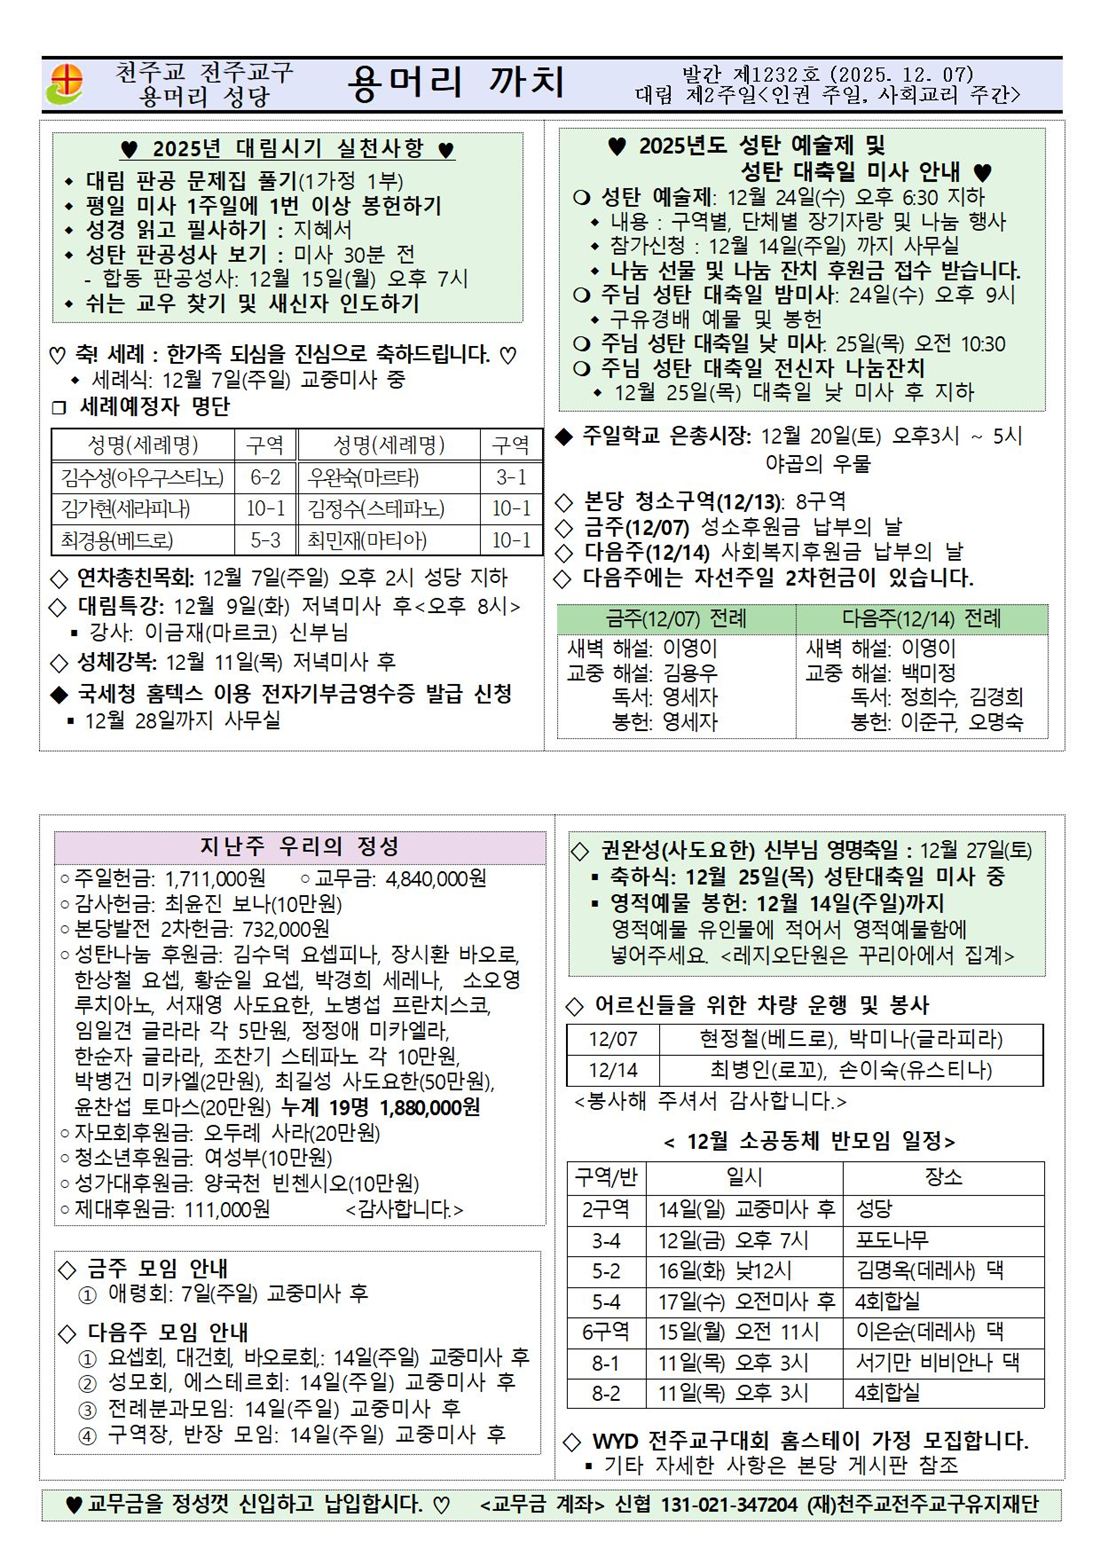 천주교 전주교구
용머리 성당
용머리 까치
발간 제1232호 (2025. 12. 07)
대림 제2주일<인권 주일, 사회교리 주간>
♥ 2025년 대림시기 실천사항 ♥
⬥ 대림 판공 문제집 풀기(1가정 1부)
⬥ 평일 미사 1주일에 1번 이상 봉헌하기
⬥ 성경 읽고 필사하기 : 지혜서
⬥ 성탄 판공성사 보기 : 미사 30분 전
- 합동 판공성사: 12월 15일(월) 오후 7시
⬥ 쉬는 교우 찾기 및 새신자 인도하기
♡ 축! 세례 : 한가족 되심을 진심으로 축하드립니다. ♡
⬥ 세례식: 12월 7일(주일) 교중미사 중
❒ 세례예정자 명단
성명(세례명) 구역 성명(세례명) 구역
김수성(아우구스티노) 6-2 우완숙(마르타) 3-1
김가현(세라피나) 10-1 김정수(스테파노) 10-1
최경용(베드로) 5-3 최민재(마티아) 10-1
◇ 연차총친목회: 12월 7일(주일) 오후 2시 성당 지하
◇ 대림특강: 12월 9일(화) 저녁미사 후<오후 8시>
▪ 강사: 이금재(마르코) 신부님
◇ 성체강복: 12월 11일(목) 저녁미사 후
◆ 국세청 홈텍스 이용 전자기부금영수증 발급 신청
▪ 12월 28일까지 사무실
♥ 2025년도 성탄 예술제 및
성탄 대축일 미사 안내 ♥
❍ 성탄 예술제: 12월 24일(수) 오후 6:30 지하
⬥ 내용 : 구역별, 단체별 장기자랑 및 나눔 행사
⬥ 참가신청 : 12월 14일(주일) 까지 사무실
⬥ 나눔 선물 및 나눔 잔치 후원금 접수 받습니다.
❍ 주님 성탄 대축일 밤미사: 24일(수) 오후 9시
⬥ 구유경배 예물 및 봉헌
❍ 주님 성탄 대축일 낮 미사: 25일(목) 오전 10:30
❍ 주님 성탄 대축일 전신자 나눔잔치
⬥ 12월 25일(목) 대축일 낮 미사 후 지하
◆ 주일학교 은총시장: 12월 20일(토) 오후3시 ~ 5시
야곱의 우물
◇ 본당 청소구역(12/13): 8구역
◇ 금주(12/07) 성소후원금 납부의 날
◇ 다음주(12/14) 사회복지후원금 납부의 날
◇ 다음주에는 자선주일 2차헌금이 있습니다.
금주(12/07) 전례 다음주(12/14) 전례
새벽 해설: 이영이 새벽 해설: 이영이
교중 해설: 김용우 교중 해설: 백미정
독서: 영세자 독서: 정희수, 김경희
봉헌: 영세자 봉헌: 이준구, 오명숙
지난주 우리의 정성
○ 주일헌금: 1,711,000원 ○ 교무금: 4,840,000원
○ 감사헌금: 최윤진 보나(10만원)
○ 본당발전 2차헌금: 732,000원
○ 성탄나눔 후원금: 김수덕 요셉피나, 장시환 바오로,
한상철 요셉, 황순일 요셉, 박경희 세레나, 소오영
루치아노, 서재영 사도요한, 노병섭 프란치스코,
임일견 글라라 각 5만원, 정정애 미카엘라,
한순자 글라라, 조찬기 스테파노 각 10만원,
박병건 미카엘(2만원), 최길성 사도요한(50만원),
윤찬섭 토마스(20만원) 누계 19명 1,880,000원
○ 자모회후원금: 오두례 사라(20만원)
○ 청소년후원금: 여성부(10만원)
○ 성가대후원금: 양국천 빈첸시오(10만원)
○ 제대후원금: 111,000원 <감사합니다.>
◇ 금주 모임 안내
① 애령회: 7일(주일) 교중미사 후
◇ 다음주 모임 안내
① 요셉회, 대건회, 바오로회,: 14일(주일) 교중미사 후
② 성모회, 에스테르회: 14일(주일) 교중미사 후
③ 전례분과모임: 14일(주일) 교중미사 후
④ 구역장, 반장 모임: 14일(주일) 교중미사 후
◇ 권완성(사도요한) 신부님 영명축일 : 12월 27일(토)
▪ 축하식: 12월 25일(목) 성탄대축일 미사 중
▪ 영적예물 봉헌: 12월 14일(주일)까지
영적예물 유인물에 적어서 영적예물함에
넣어주세요. <레지오단원은 꾸리아에서 집계>
◇ 어르신들을 위한 차량 운행 및 봉사
12/07 현정철(베드로), 박미나(글라피라)
12/14 최병인(로꼬), 손이숙(유스티나)
<봉사해 주셔서 감사합니다.>
< 12월 소공동체 반모임 일정>
구역/반 일시 장소
2구역 14일(일) 교중미사 후 성당
3-4 12일(금) 오후 7시 포도나무
5-2 16일(화) 낮12시 김명옥(데레사) 댁
5-4 17일(수) 오전미사 후 4회합실
6구역 15일(월) 오전 11시 이은순(데레사) 댁
8-1 11일(목) 오후 3시 서기만 비비안나 댁
8-2 11일(목) 오후 3시 4회합실
◇ WYD 전주교구대회 홈스테이 가정 모집합니다.
▪ 기타 자세한 사항은 본당 게시판 참조
♥ 교무금을 정성껏 신입하고 납입합시다. ♡ <교무금 계좌> 신협 131-021-347204 (재)천주교전주교구유지재단